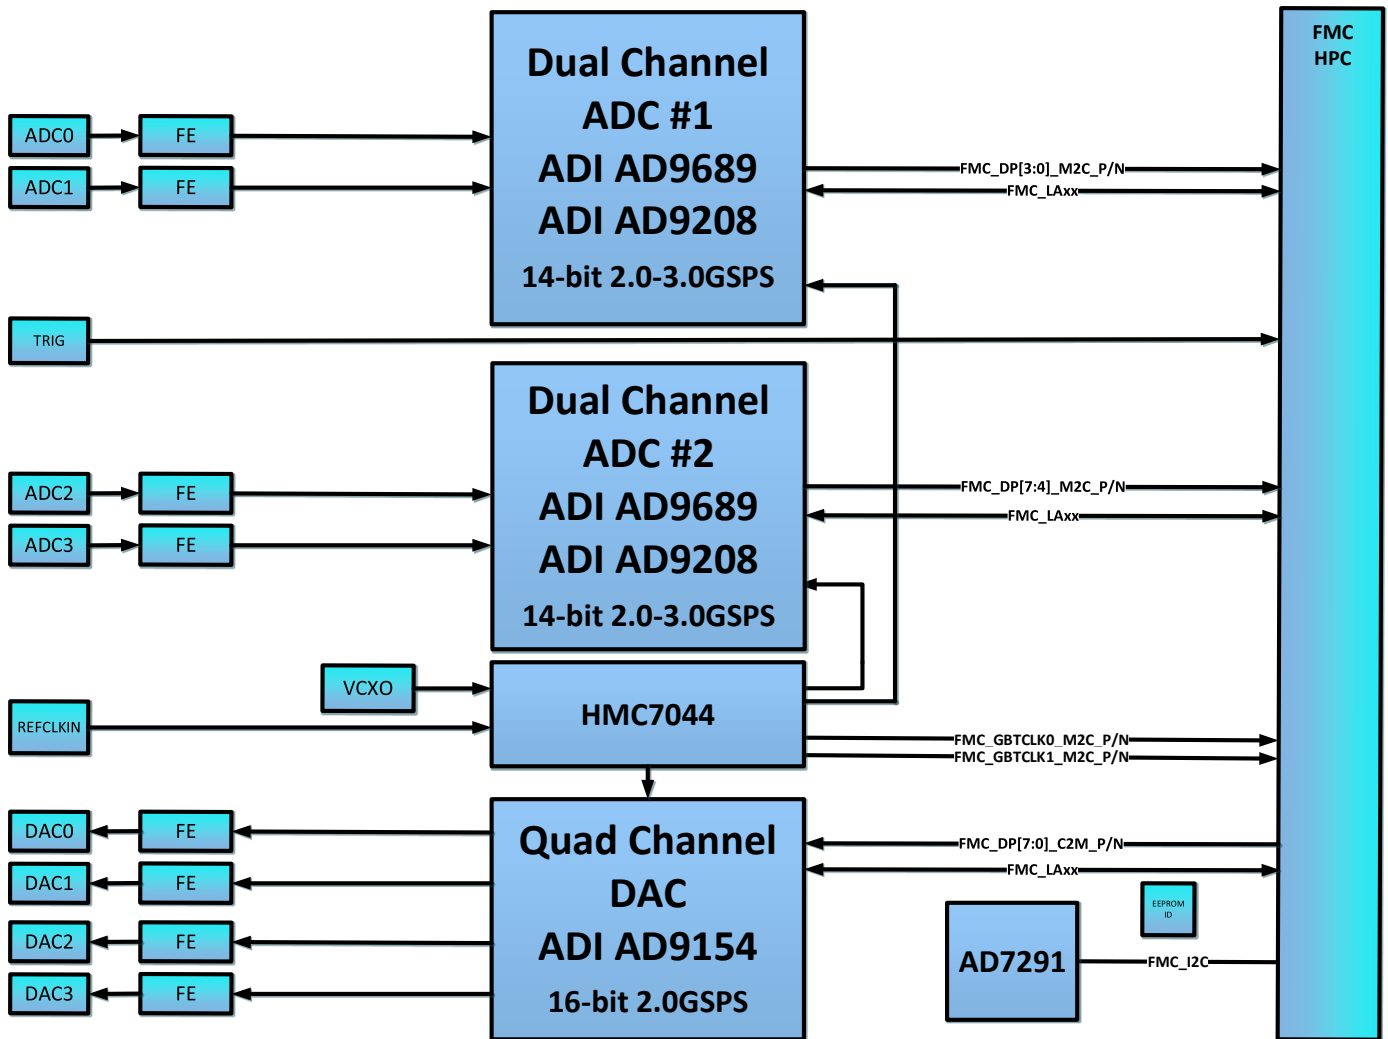 FMC
HPC
Dual Channel
ADC #1
ADI AD9689
ADI AD9208
14-bit 2.0-3.0GSPS
ADC0
FE
ADC1
FE
FMC_DP[3:0]_M2C_P/N
FMC_LAxx
TRIG
Dual Channel
ADC #2
ADI AD9689
ADI AD9208
14-bit 2.0-3.0GSPS
ADC2
FE
ADC3
FE
FMC_DP[7:4]_M2C_P/N
FMC_LAxx
VCXO
REFCLKIN
HMC7044
FMC_GBTCLK0_M2C_P/N
FMC_GBTCLK1_M2C_P/N
DAC0
FE
DAC1
FE
DAC2
FE
DAC3
FE
Quad Channel
DAC
ADI AD9154
16-bit 2.0GSPS
FMC_DP[7:0]_C2M_P/N
FMC_LAxx
EEPROM
ID
AD7291
FMC_I2C